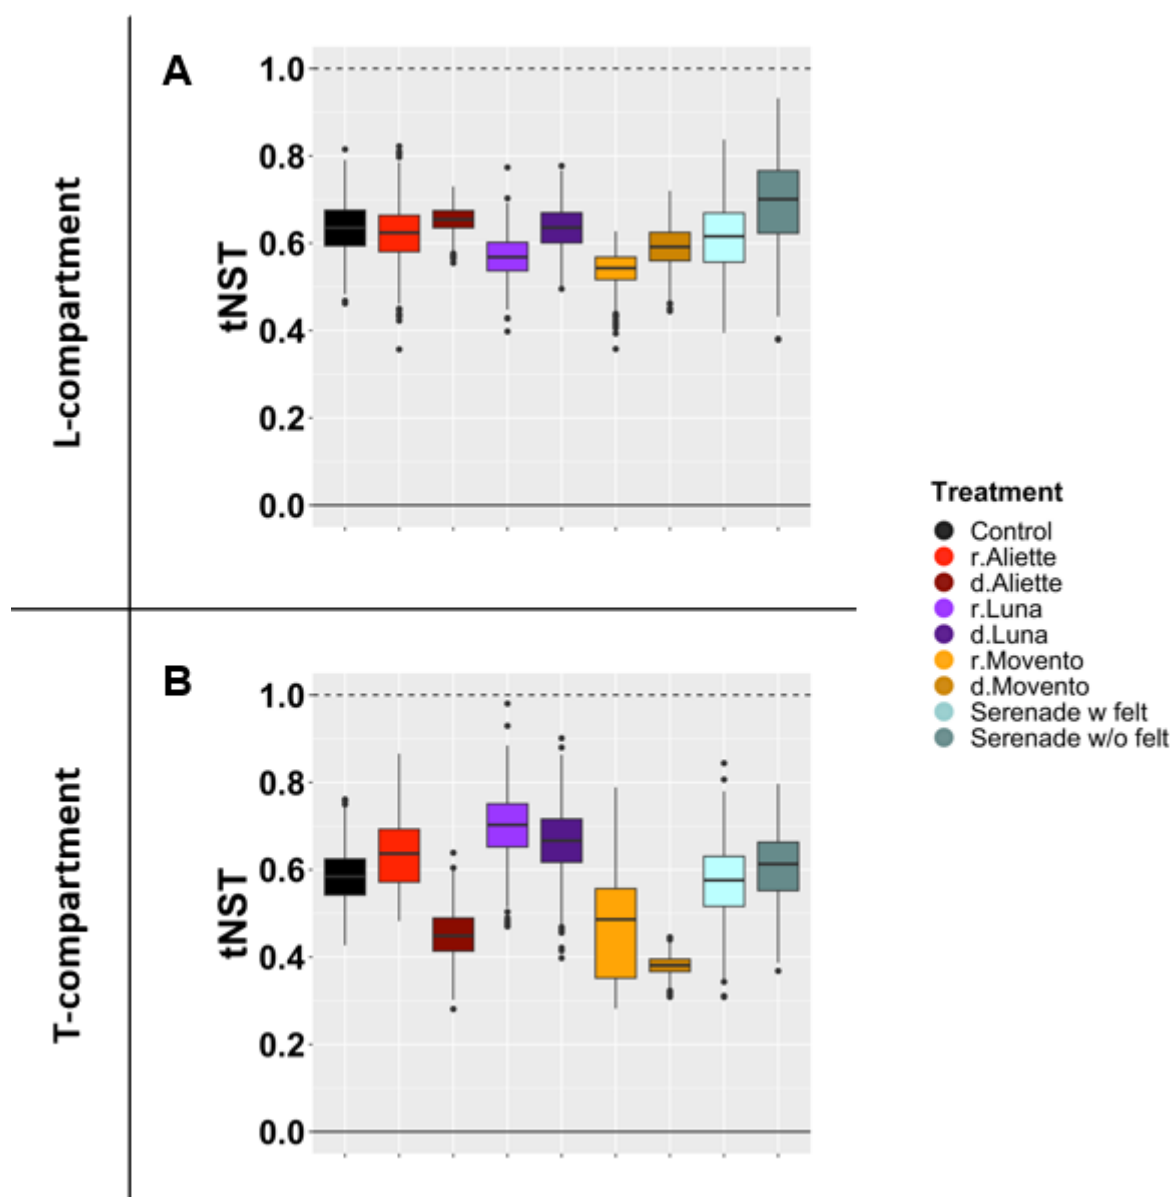 L-compartment
A
tNST
1.0
0.8
0.6
0.4
0.2
0.0
T-compartment
B
tNST
1.0
0.8
0.6
0.4
0.2
0.0
Treatment
Control
r.Aliette
d.Aliette
r.Luna
d.Luna
r.Movento
d.Movento
Serenade w felt
Serenade w/o felt